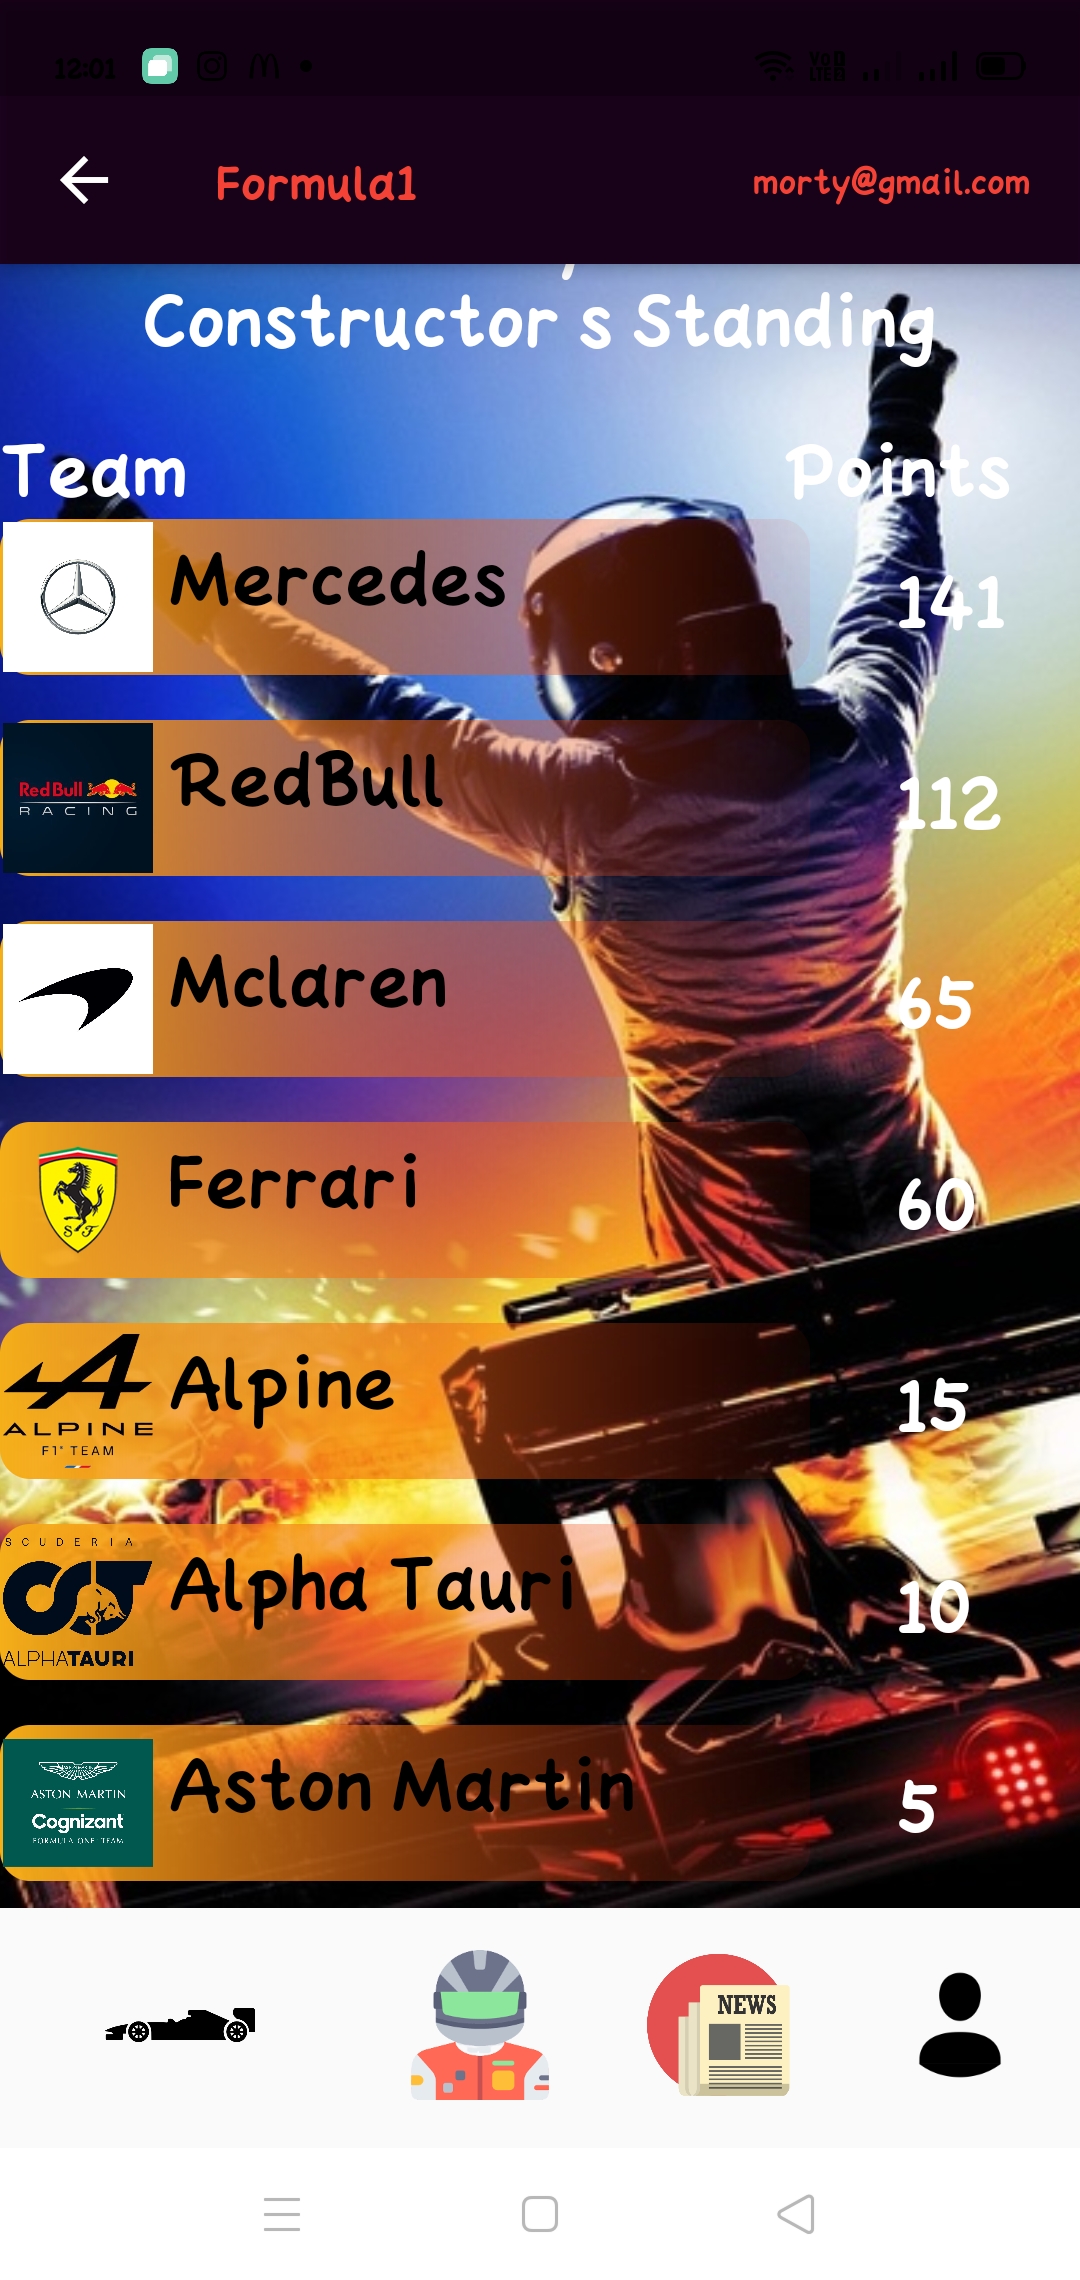 12:01
VoD
LTE
Formula1
morty@gmail.com
Constructor s Standing
Team Points
Mercedes 141
Red Bull
RACING
RedBull 112
Mclaren 65
S F
Ferrari 60
ALPINE
F1 TEAM
Alpine 15
SCUDERIA
ALPHATAURI
Alpha Tauri 10
ASTON MARTIN
Cognizant
FORMULA ONE TEAM
Aston Martin 5
NEWS